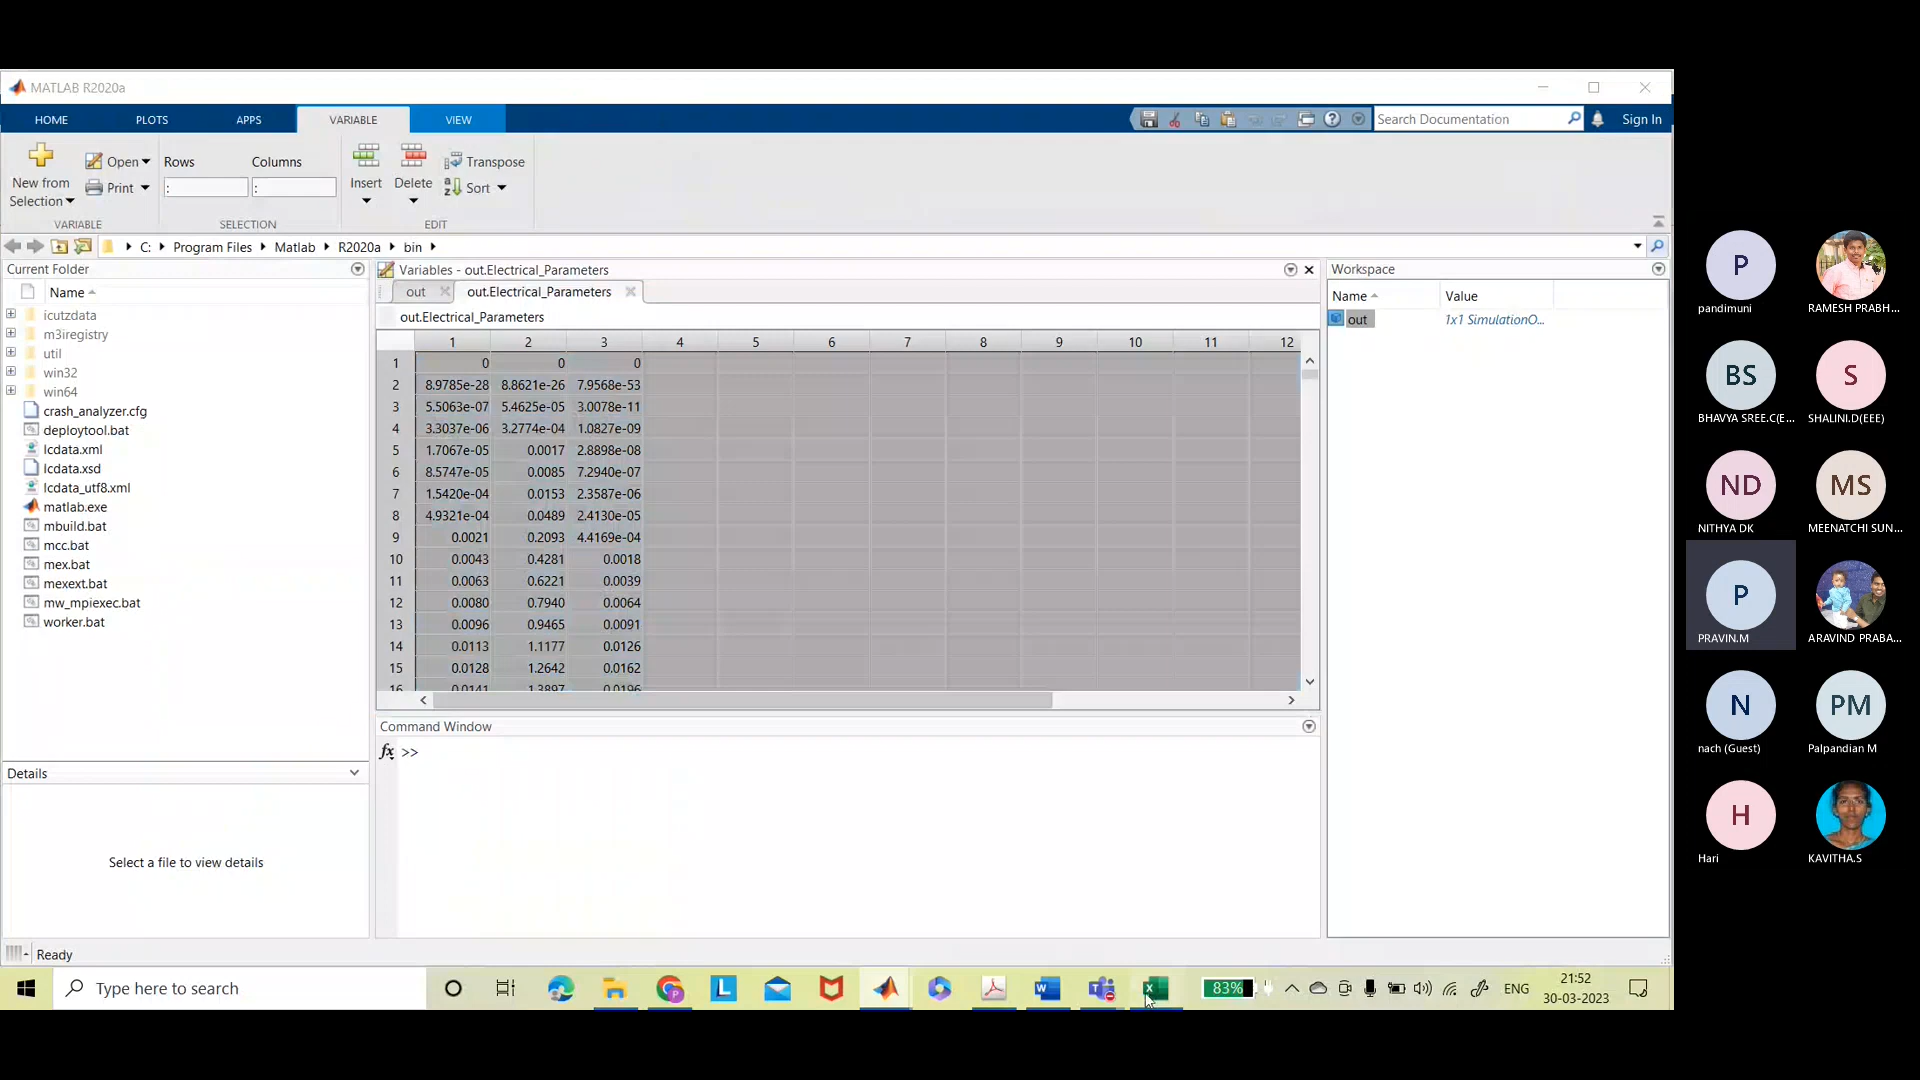 MATLAB R2020a
HOME PLOTS APPS VARIABLE VIEW Search Documentation Sign In
New from Selection Open Print Rows : Columns : Insert Delete Transpose Sort
VARIABLE SELECTION EDIT
C: Program Files Matlab R2020a bin
Current Folder
Name
icutzdata
m3iregistry
util
win32
win64
crash_analyzer.cfg
deploytool.bat
lcdata.xml
lcdata.xsd
lcdata_utf8.xml
matlab.exe
mbuild.bat
mcc.bat
mex.bat
mexext.bat
mw_mpiexec.bat
worker.bat
Details
Select a file to view details
Variables - out.Electrical_Parameters
out out.Electrical_Parameters
out.Electrical_Parameters
1 2 3 4 5 6 7 8 9 10 11 12
1 0 0 0
2 8.9785e-28 8.8621e-26 7.9568e-53
3 5.5063e-07 5.4625e-05 3.0078e-11
4 3.3037e-06 3.2774e-04 1.0827e-09
5 1.7067e-05 0.0017 2.8898e-08
6 8.5747e-05 0.0085 7.2940e-07
7 1.5420e-04 0.0153 2.3587e-06
8 4.9321e-04 0.0489 2.4130e-05
9 0.0021 0.2093 4.4169e-04
10 0.0043 0.4281 0.0018
11 0.0063 0.6221 0.0039
12 0.0080 0.7940 0.0064
13 0.0096 0.9465 0.0091
14 0.0113 1.1177 0.0126
15 0.0128 1.2642 0.0162
16 0.0141 1.3897 0.0196
Command Window
fx >>
Workspace
Name Value
out 1x1 SimulationO...
Ready
Type here to search
83%
ENG
21:52
30-03-2023
P
pandimuni
RAMESH PRABH...
BS
BHAVYA SREE.C(E...
S
SHALINI.D(EEE)
ND
NITHYA DK
MS
MEENATCHI SUN...
P
PRAVIN.M
ARAVIND PRABA...
N
nach (Guest)
PM
Palpandian M
H
Hari
KAVITHA.S